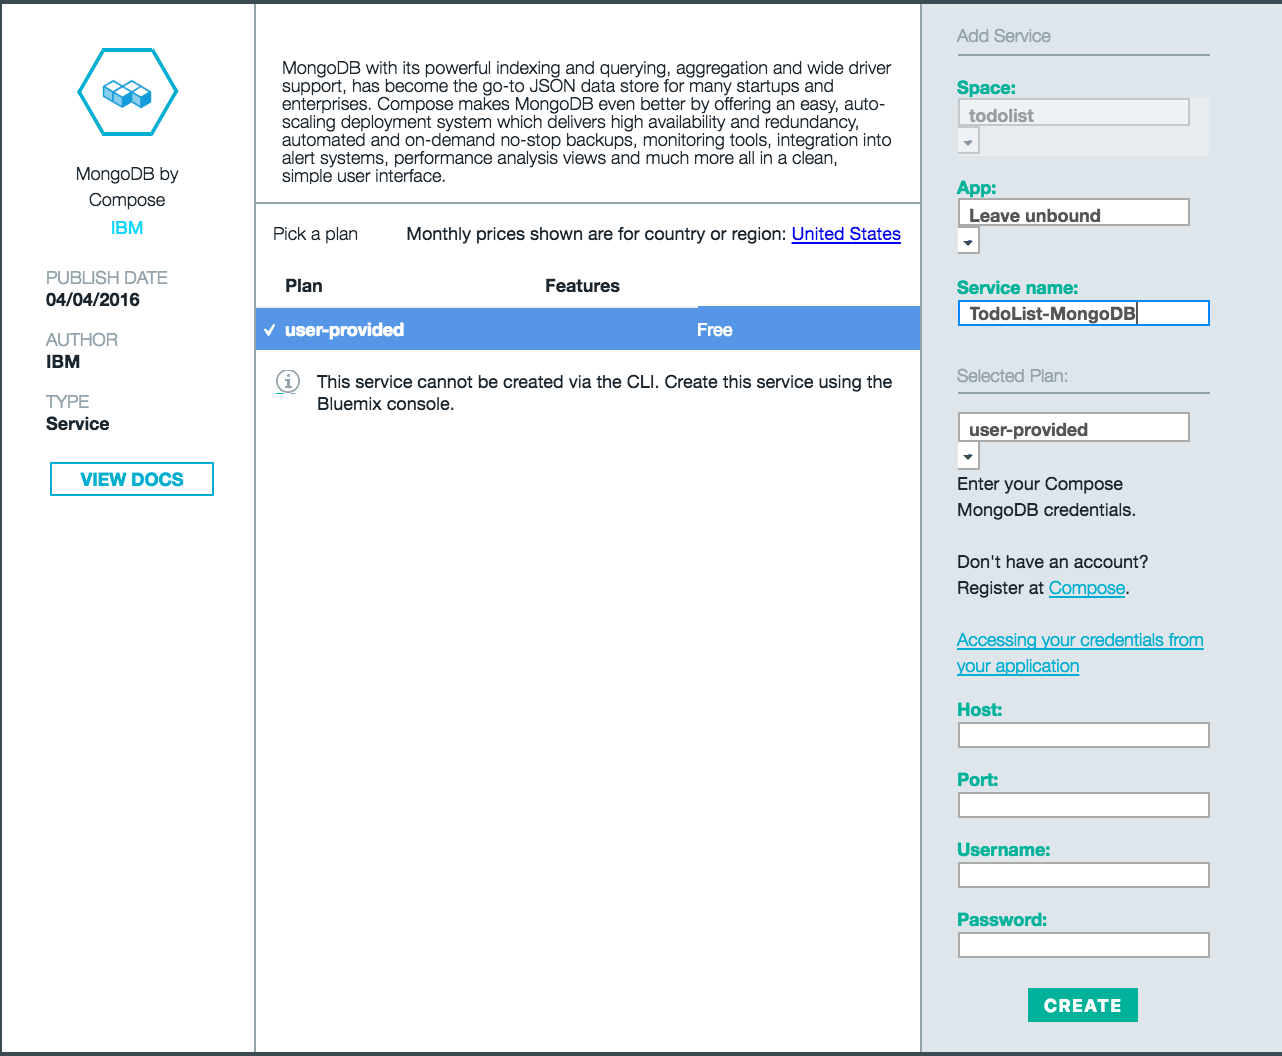 MongoDB by
Compose
IBM
PUBLISH DATE
04/04/2016
AUTHOR
IBM
TYPE
Service
VIEW DOCS
MongoDB with its powerful indexing and querying, aggregation and wide driver
support, has become the go-to JSON data store for many startups and
enterprises. Compose makes MongoDB even better by offering an easy, auto-
scaling deployment system which delivers high availability and redundancy,
automated and on-demand no-stop backups, monitoring tools, integration into
alert systems, performance analysis views and much more all in a clean,
simple user interface.
Pick a plan Monthly prices shown are for country or region: United States
Plan Features
✓ user-provided Free
This service cannot be created via the CLI. Create this service using the
Bluemix console.
Add Service
Space:
todolist
App:
Leave unbound
Service name:
TodoList-MongoDB
Selected Plan:
user-provided
Enter your Compose
MongoDB credentials.
Don't have an account?
Register at Compose.
Accessing your credentials from
your application
Host:
Port:
Username:
Password:
CREATE